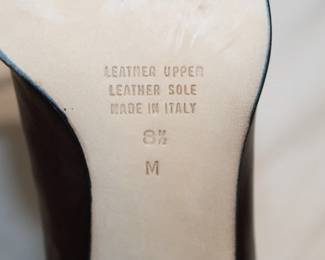 LEATHER UPPER
LEATHER SOLE
MADE IN ITALY
8½
M